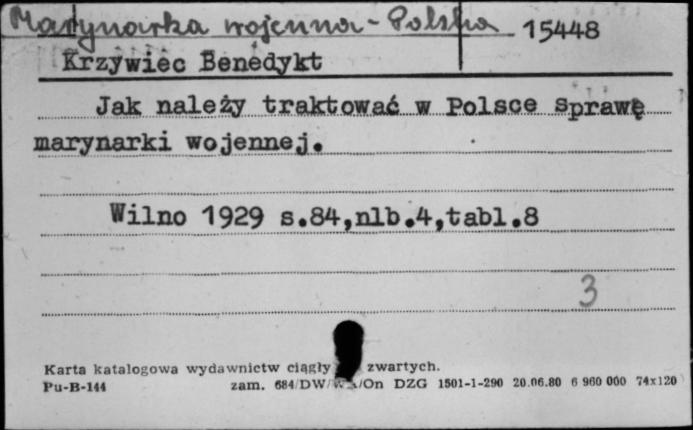 Marynarka wojenna - Polska 15448
Krzywiec Benedykt
Jak należy traktować w Polsce sprawę
marynarki wojennej.
Wilno 1929 s.84,nlb.4,tabl.8
3
Karta katalogowa wydawnictw ciągły zwartych.
Pu-B-144 zam. 684/DW/ /On DZG 1501-1-290 20.06.80 6 960 000 74x120